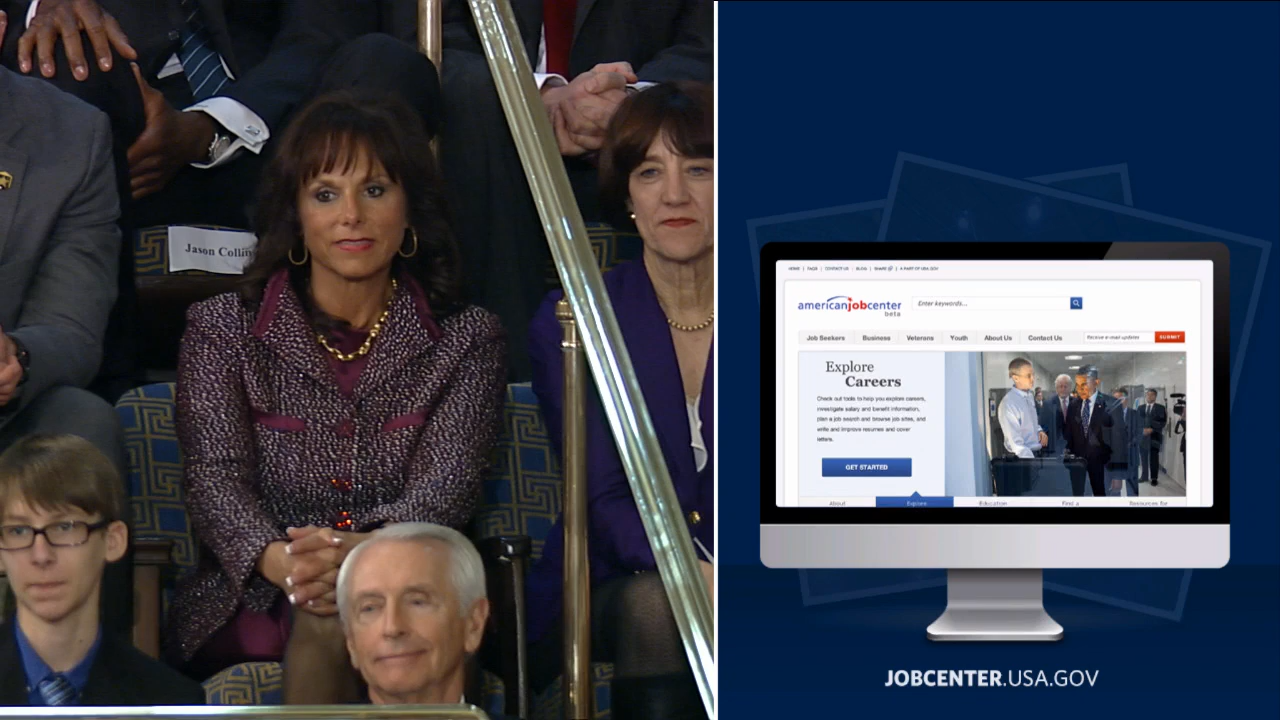 Jason Collin
HOME | FAQS | CONTACT US | BLOG | SHARE | A PART OF USA.GOV
americanjobcenter
beta
Enter keywords...
Job Seekers Business Veterans Youth About Us Contact Us
Receive e-mail updates SUBMIT
Explore
Careers
Check out tools to help you explore careers,
investigate salary and benefit information,
plan a job search and browse job sites, and
write and improve resumes and cover
letters.
GET STARTED
About Explore Education Find a Resources for
JOBCENTER.USA.GOV